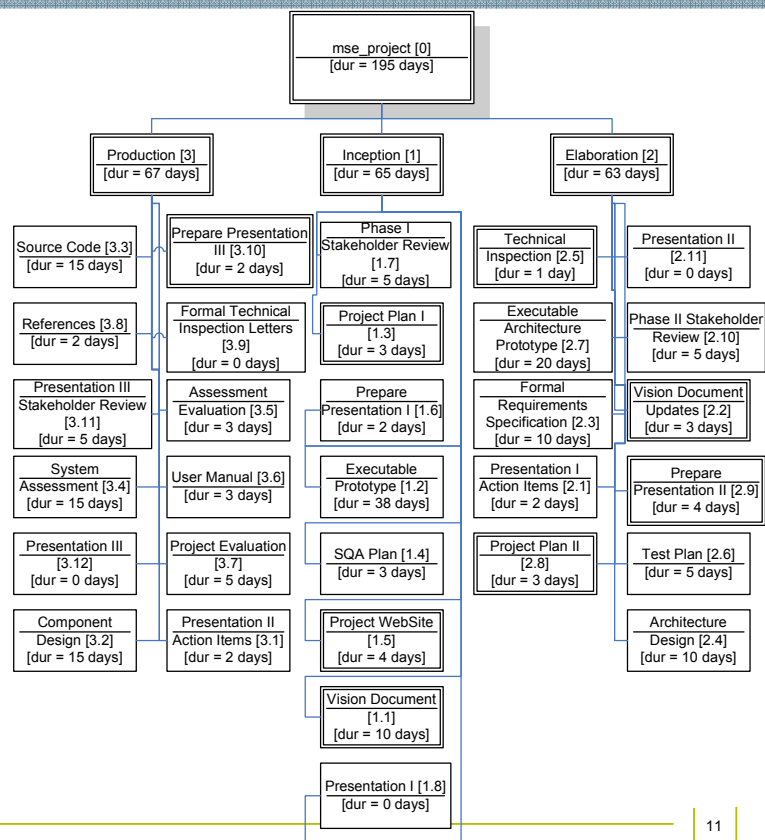 mse_project [0]
[dur = 195 days]
Production [3]
[dur = 67 days]
Inception [1]
[dur = 65 days]
Elaboration [2]
[dur = 63 days]
Source Code [3.3]
[dur = 15 days]
Prepare Presentation
III [3.10]
[dur = 2 days]
References [3.8]
[dur = 2 days]
Formal Technical
Inspection Letters
[3.9]
[dur = 0 days]
Presentation III
Stakeholder Review
[3.11]
[dur = 5 days]
Assessment
Evaluation [3.5]
[dur = 3 days]
System
Assessment [3.4]
[dur = 15 days]
User Manual [3.6]
[dur = 3 days]
Presentation III
[3.12]
[dur = 0 days]
Project Evaluation
[3.7]
[dur = 5 days]
Component
Design [3.2]
[dur = 15 days]
Presentation II
Action Items [3.1]
[dur = 2 days]
Phase I
Stakeholder Review
[1.7]
[dur = 5 days]
Project Plan I
[1.3]
[dur = 3 days]
Prepare
Presentation I [1.6]
[dur = 2 days]
Executable
Prototype [1.2]
[dur = 38 days]
SQA Plan [1.4]
[dur = 3 days]
Project WebSite
[1.5]
[dur = 4 days]
Vision Document
[1.1]
[dur = 10 days]
Presentation I [1.8]
[dur = 0 days]
Technical
Inspection [2.5]
[dur = 1 day]
Presentation II
[2.11]
[dur = 0 days]
Executable
Architecture
Prototype [2.7]
[dur = 20 days]
Phase II Stakeholder
Review [2.10]
[dur = 5 days]
Formal
Requirements
Specification [2.3]
[dur = 10 days]
Vision Document
Updates [2.2]
[dur = 3 days]
Presentation I
Action Items [2.1]
[dur = 2 days]
Prepare
Presentation II [2.9]
[dur = 4 days]
Project Plan II
[2.8]
[dur = 3 days]
Test Plan [2.6]
[dur = 5 days]
Architecture
Design [2.4]
[dur = 10 days]
11